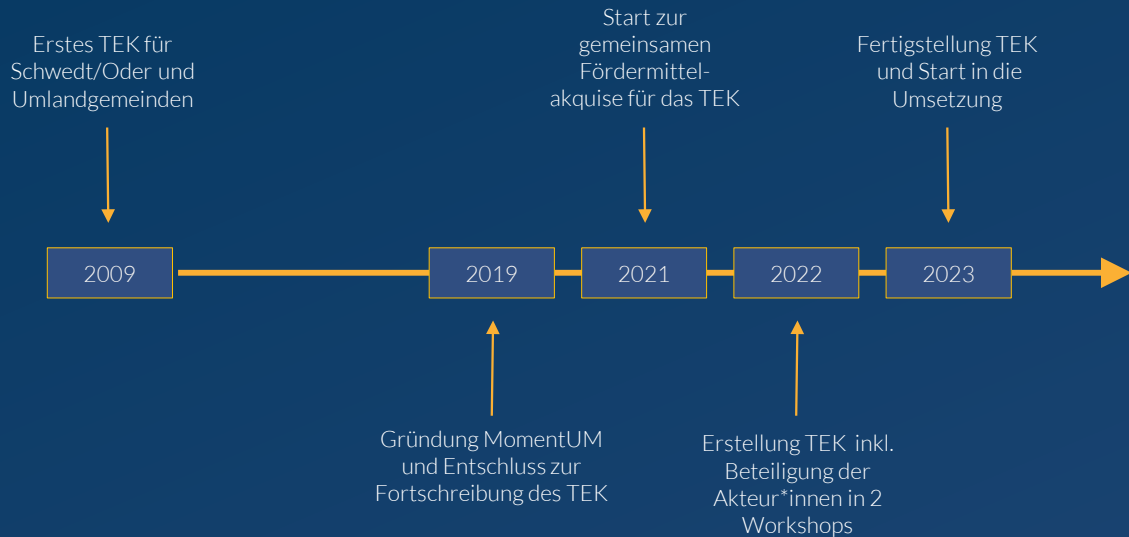 Erstes TEK für
Schwedt/Oder und
Umlandgemeinden
Start zur
gemeinsamen
Fördermittel-
akquise für das TEK
Fertigstellung TEK
und Start in die
Umsetzung
2009
2019
2021
2022
2023
Gründung MomentUM
und Entschluss zur
Fortschreibung des TEK
Erstellung TEK inkl.
Beteiligung der
Akteur*innen in 2
Workshops